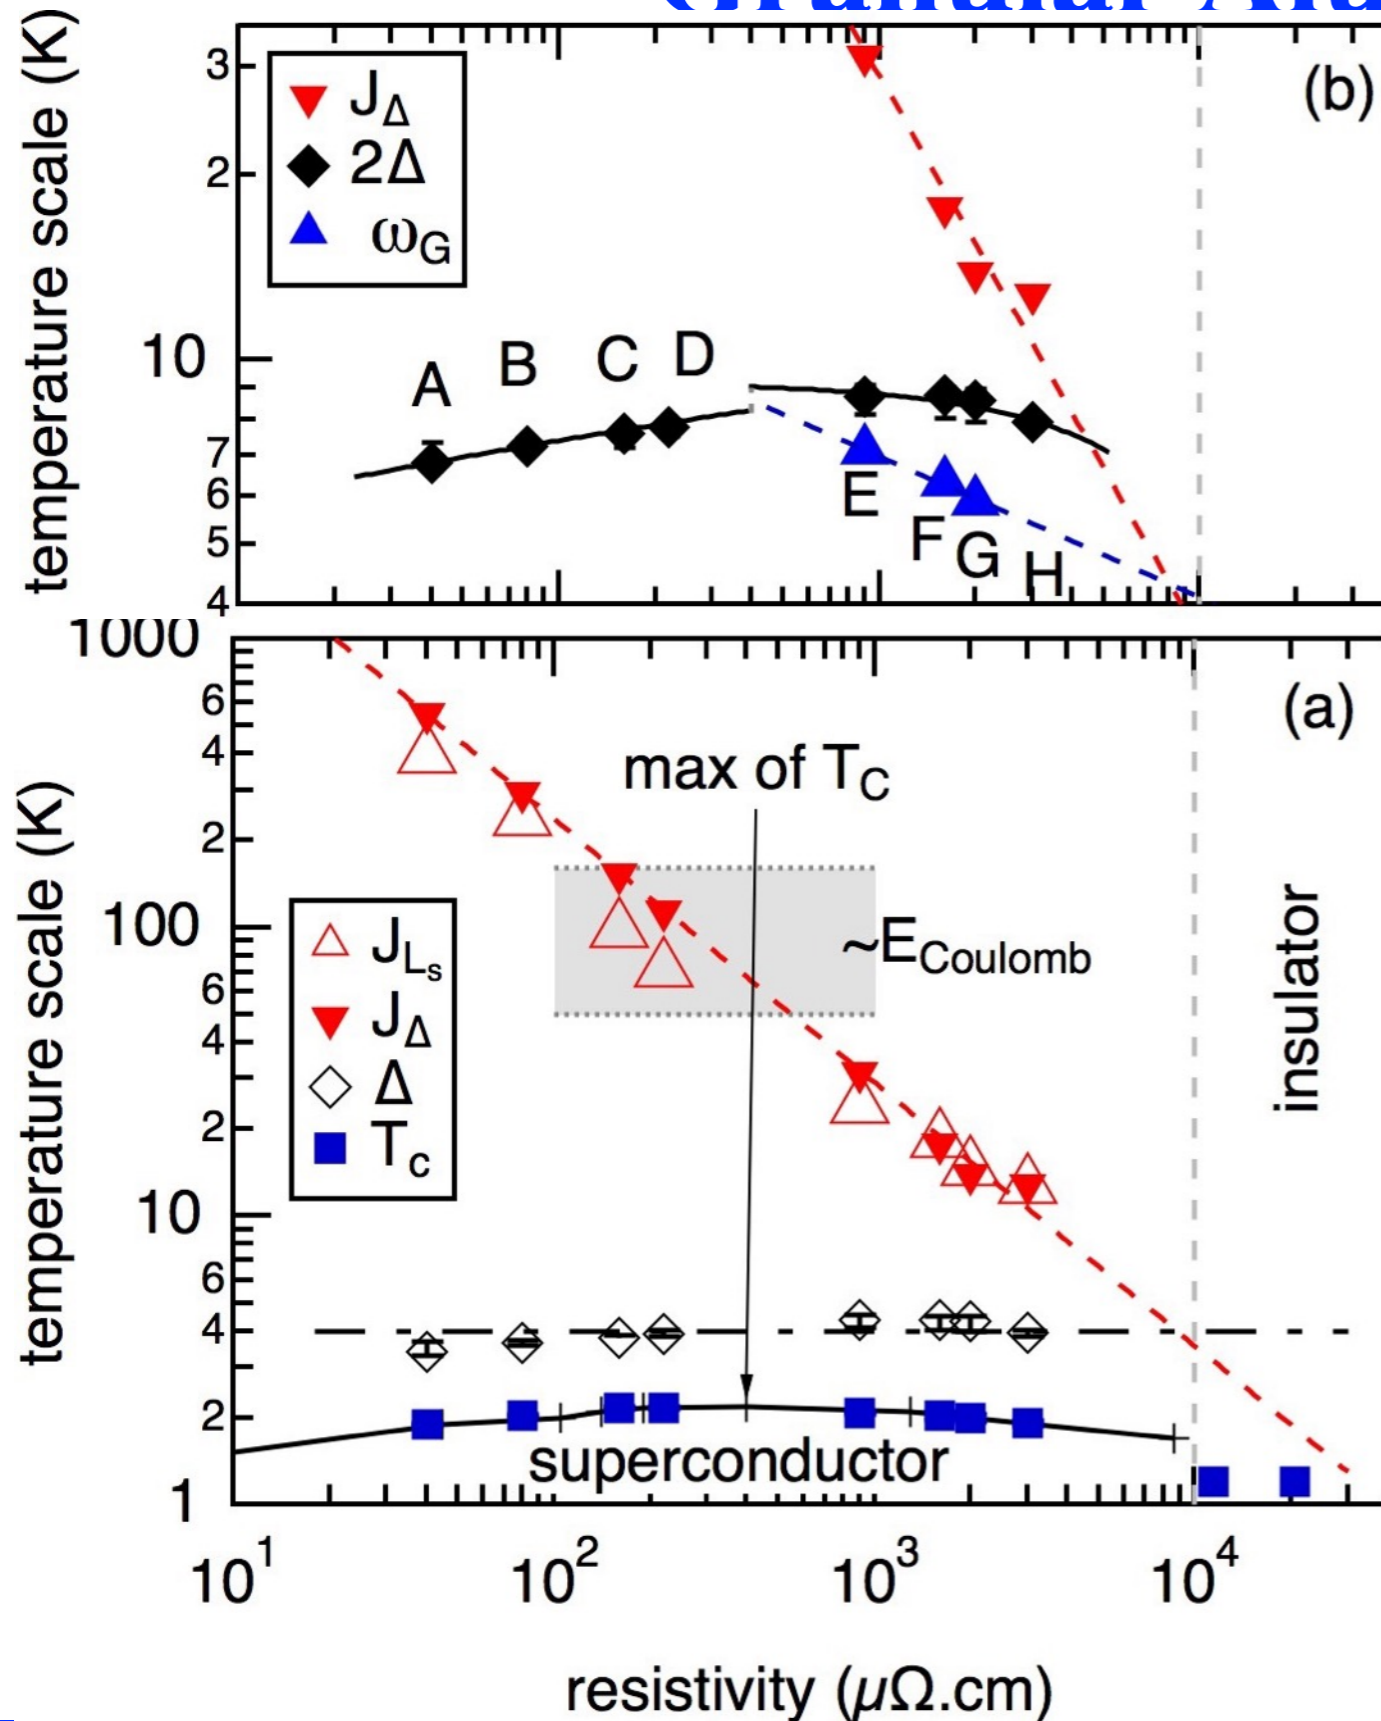 (b)
J_Δ
2Δ
ω_G
temperature scale (K)
3
2
10
7
6
5
4
A
B
C
D
E
F
G
H
(a)
1000
6
4
2
100
6
4
2
10
6
4
2
1
temperature scale (K)
max of T_C
~E_Coulomb
J_Ls
J_Δ
Δ
T_c
insulator
superconductor
10^1
10^2
10^3
10^4
resistivity (μΩ.cm)